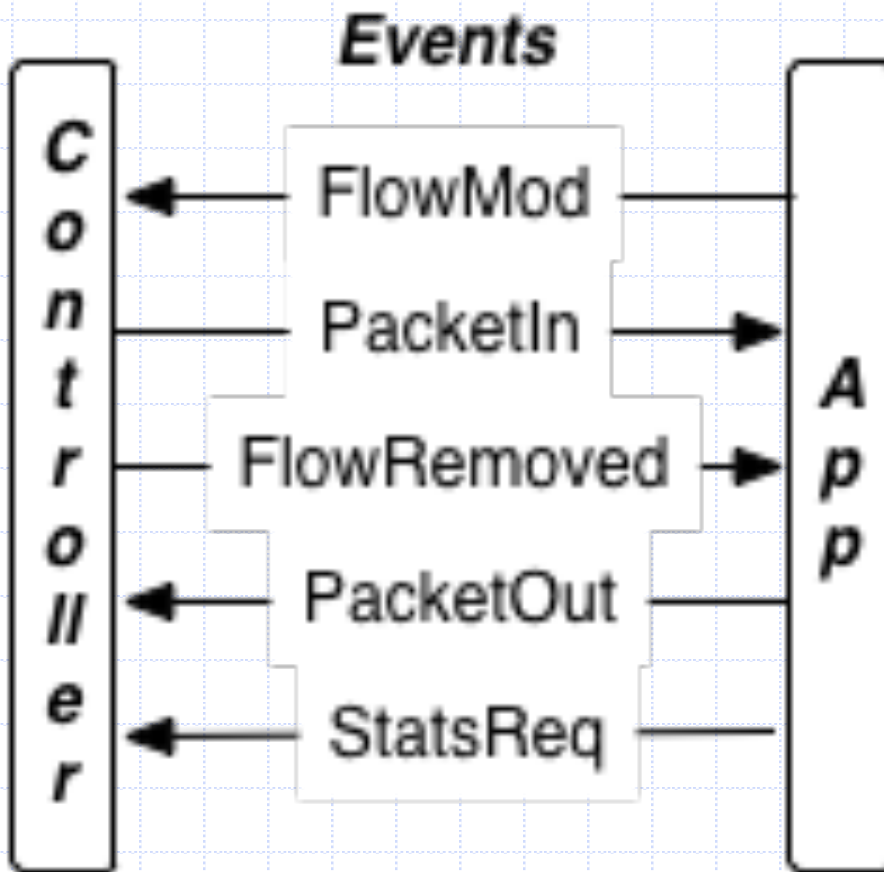 Events
Controller
FlowMod
PacketIn
FlowRemoved
PacketOut
StatsReq
App